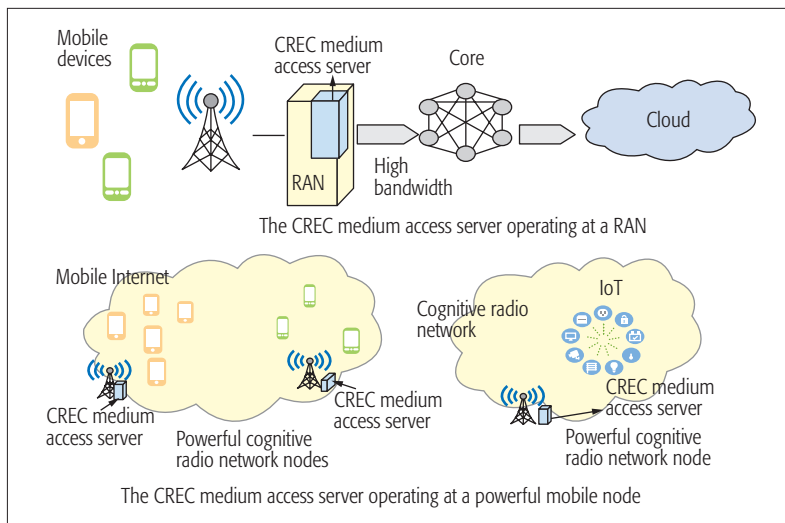 Mobile
devices
CREC medium
access server
Core
Cloud
RAN
High
bandwidth
The CREC medium access server operating at a RAN
Mobile Internet
CREC medium
access server
Powerful cognitive
radio network nodes
CREC medium
access server
Cognitive radio
network
IoT
CREC medium
access server
Powerful cognitive
radio network node
The CREC medium access server operating at a powerful mobile node